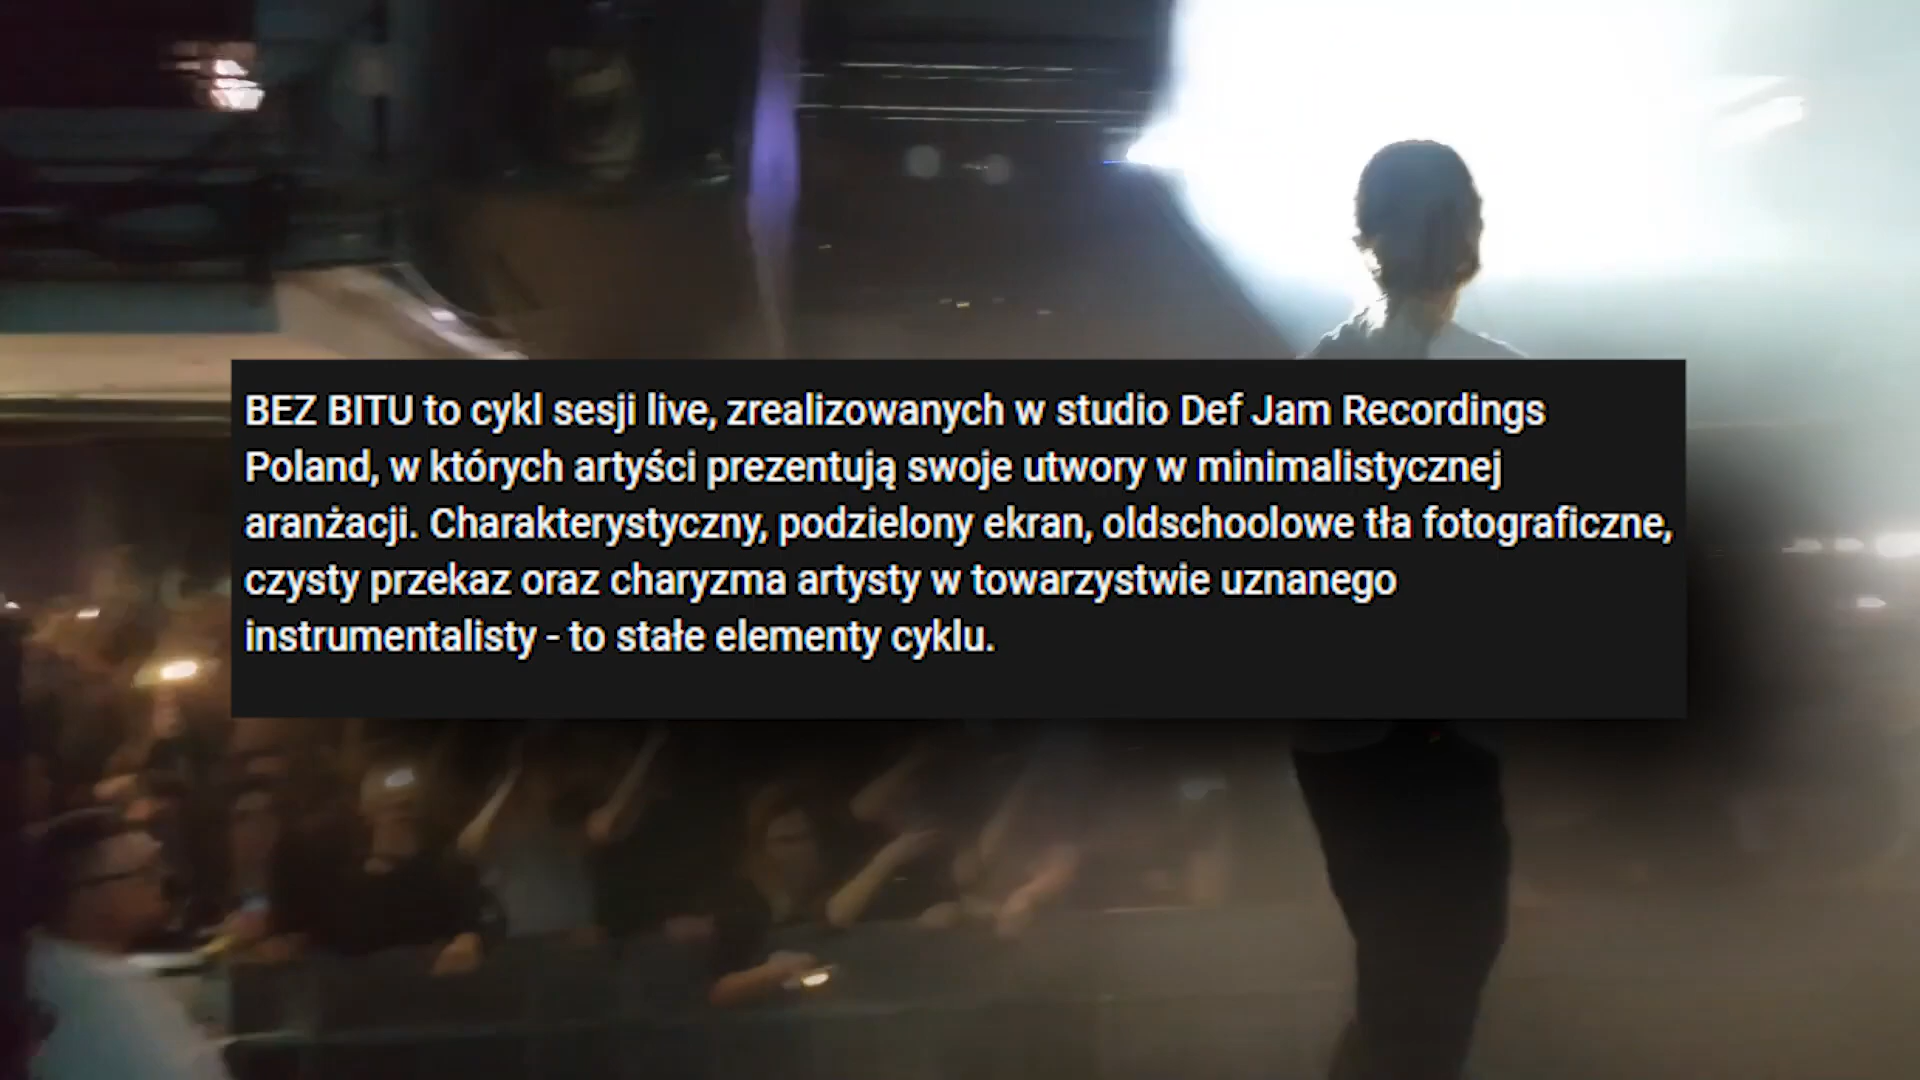 BEZ BITU to cykl sesji live, zrealizowanych w studio Def Jam Recordings
Poland, w których artyści prezentują swoje utwory w minimalistycznej
aranżacji. Charakterystyczny, podzielony ekran, oldschoolowe tła fotograficzne,
czysty przekaz oraz charyzma artysty w towarzystwie uznanego
instrumentalisty - to stałe elementy cyklu.